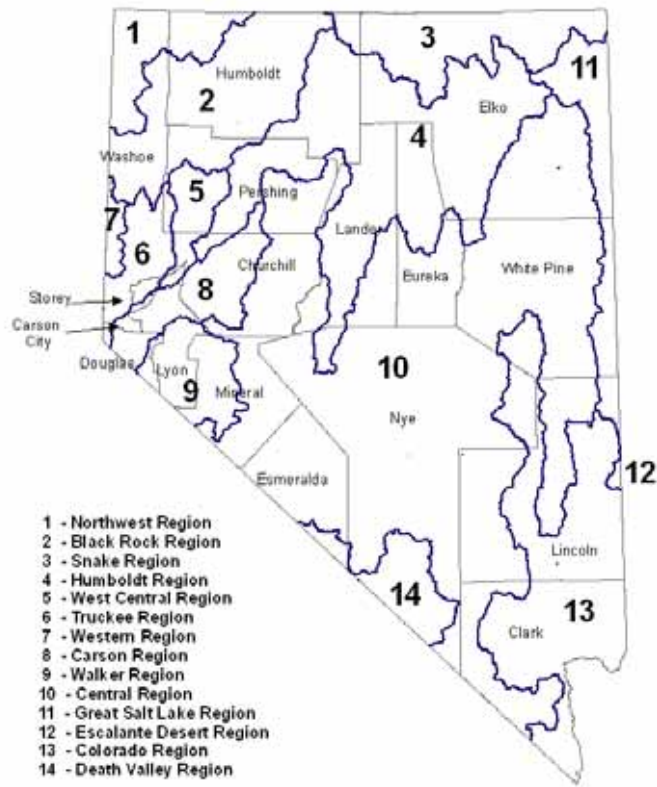 1
3
11
Humboldt
2
Elko
4
Washoe
5
Pershing
7
Lander
6
Churchill
Eureka
White Pine
Storey
8
Carson
City
Douglas
Lyon
10
9
Mineral
Nye
Esmeralda
12
Lincoln
14
13
Clark
1 - Northwest Region
2 - Black Rock Region
3 - Snake Region
4 - Humboldt Region
5 - West Central Region
6 - Truckee Region
7 - Western Region
8 - Carson Region
9 - Walker Region
10 - Central Region
11 - Great Salt Lake Region
12 - Escalante Desert Region
13 - Colorado Region
14 - Death Valley Region